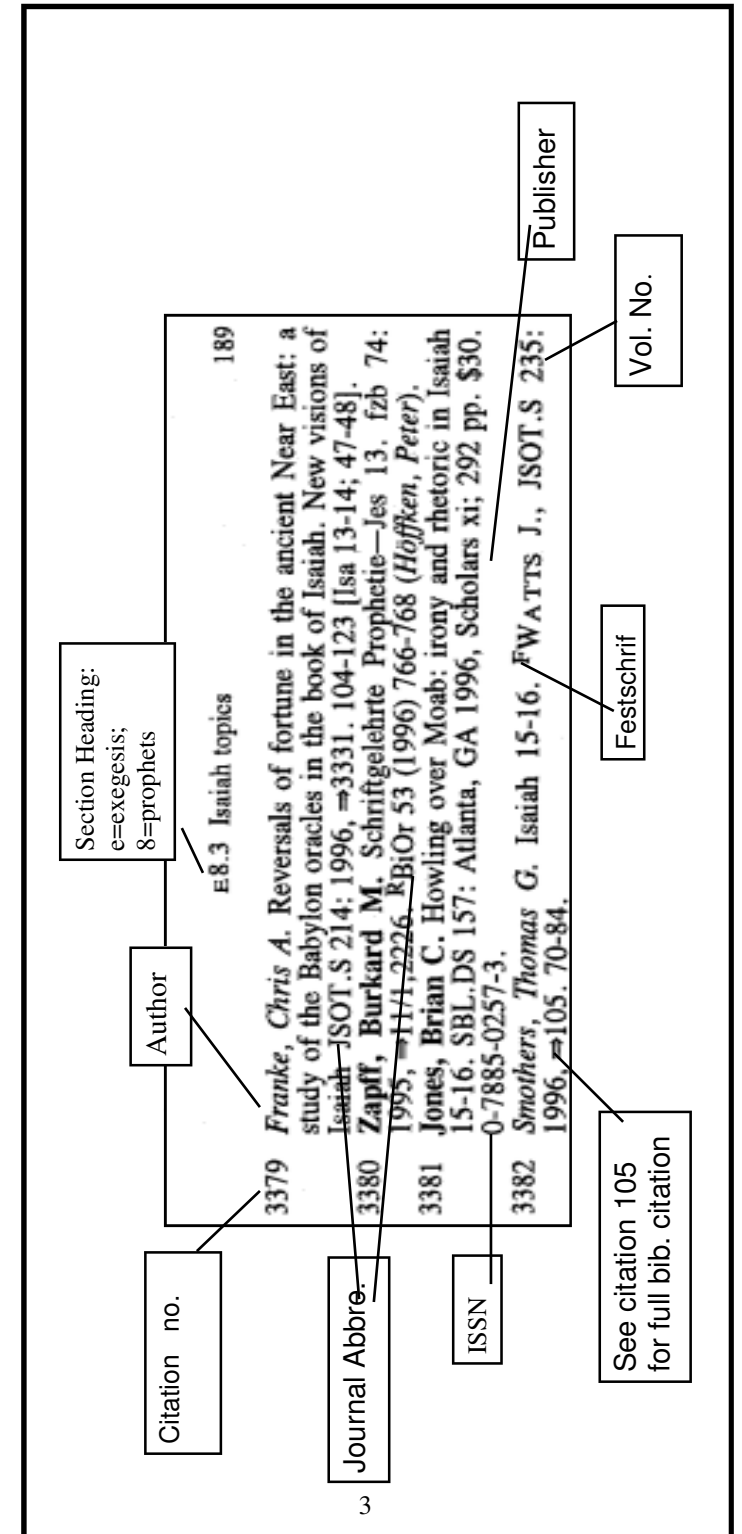 Section Heading:
e=exegesis;
8=prophets
Author
Citation no.
Publisher
E8.3 Isaiah topics 189
3379 Franke, Chris A. Reversals of fortune in the ancient Near East: a
study of the Babylon oracles in the book of Isaiah. New visions of
Isaiah JSOT.S 214: 1996, ⇒3331. 104-123 [Isa 13-14; 47-48].
3380 Zapff, Burkard M. Schriftgelehrte Prophetie—Jes 13. fzb 74:
1995, ⇒11/1,2226. RBiOr 53 (1996) 766-768 (Höffken, Peter).
3381 Jones, Brian C. Howling over Moab: irony and rhetoric in Isaiah
15-16. SBL.DS 157: Atlanta, GA 1996, Scholars xi; 292 pp. $30.
0-7885-0257-3.
3382 Smothers, Thomas G. Isaiah 15-16. FWATTS J., JSOT.S 235:
1996, ⇒105. 70-84.
Journal Abbre.
ISSN
Vol. No.
Festschrif
See citation 105
for full bib. citation
3